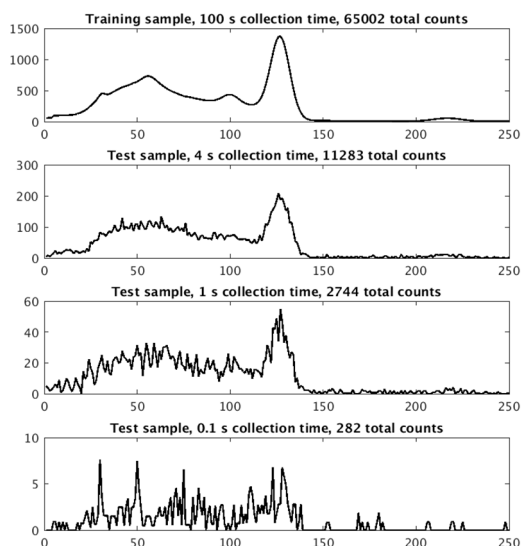 Training sample, 100 s collection time, 65002 total counts
1500
1000
500
0
0 50 100 150 200 250
Test sample, 4 s collection time, 11283 total counts
300
200
100
0
0 50 100 150 200 250
Test sample, 1 s collection time, 2744 total counts
60
40
20
0
0 50 100 150 200 250
Test sample, 0.1 s collection time, 282 total counts
10
5
0
0 50 100 150 200 250